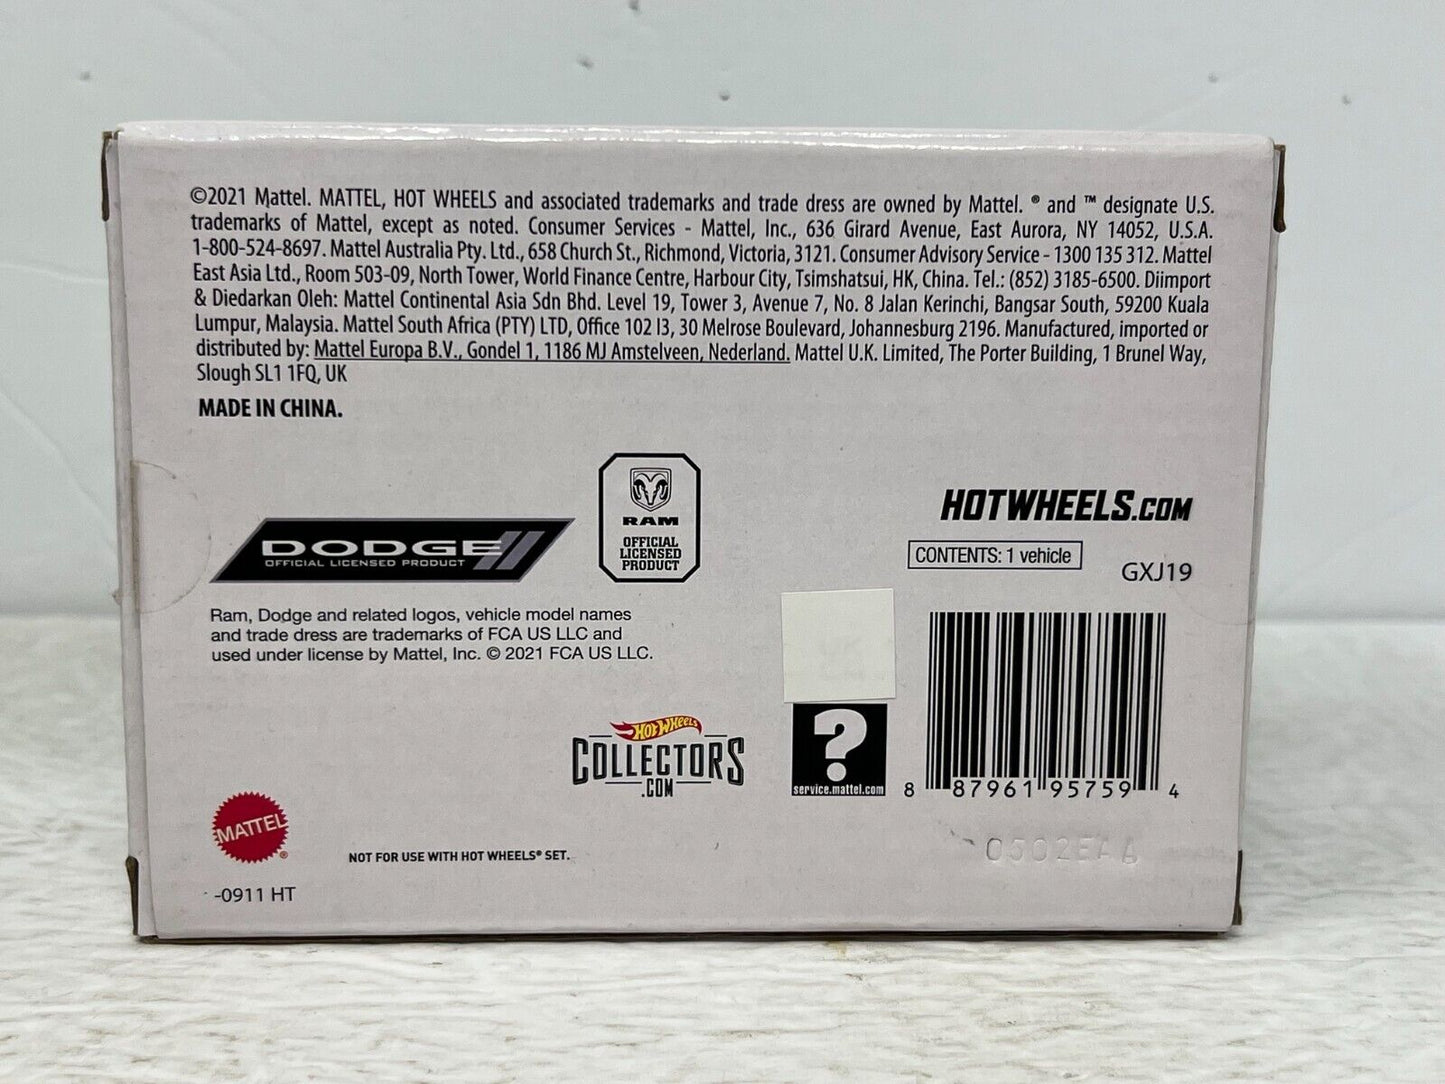 ©2021 Mattel. MATTEL, HOT WHEELS and associated trademarks and trade dress are owned by Mattel. ® and ™ designate U.S.
trademarks of Mattel, except as noted. Consumer Services - Mattel, Inc., 636 Girard Avenue, East Aurora, NY 14052, U.S.A.
1-800-524-8697. Mattel Australia Pty. Ltd., 658 Church St., Richmond, Victoria, 3121. Consumer Advisory Service - 1300 135 312. Mattel
East Asia Ltd., Room 503-09, North Tower, World Finance Centre, Harbour City, Tsimshatsui, HK, China. Tel.: (852) 3185-6500. Diimport
& Diedarkan Oleh: Mattel Continental Asia Sdn Bhd. Level 19, Tower 3, Avenue 7, No. 8 Jalan Kerinchi, Bangsar South, 59200 Kuala
Lumpur, Malaysia. Mattel South Africa (PTY) LTD, Office 102 I3, 30 Melrose Boulevard, Johannesburg 2196. Manufactured, imported or
distributed by: Mattel Europa B.V., Gondel 1, 1186 MJ Amstelveen, Nederland. Mattel U.K. Limited, The Porter Building, 1 Brunel Way,
Slough SL1 1FQ, UK
MADE IN CHINA.
DODGE
OFFICIAL LICENSED PRODUCT
RAM
OFFICIAL
LICENSED
PRODUCT
HOTWHEELS.COM
CONTENTS: 1 vehicle
GXJ19
Ram, Dodge and related logos, vehicle model names
and trade dress are trademarks of FCA US LLC and
used under license by Mattel, Inc. © 2021 FCA US LLC.
HOT WHEELS
COLLECTORS
.COM
?
service.mattel.com
8 87961 95759 4
MATTEL®
NOT FOR USE WITH HOT WHEELS® SET.
-0911 HT